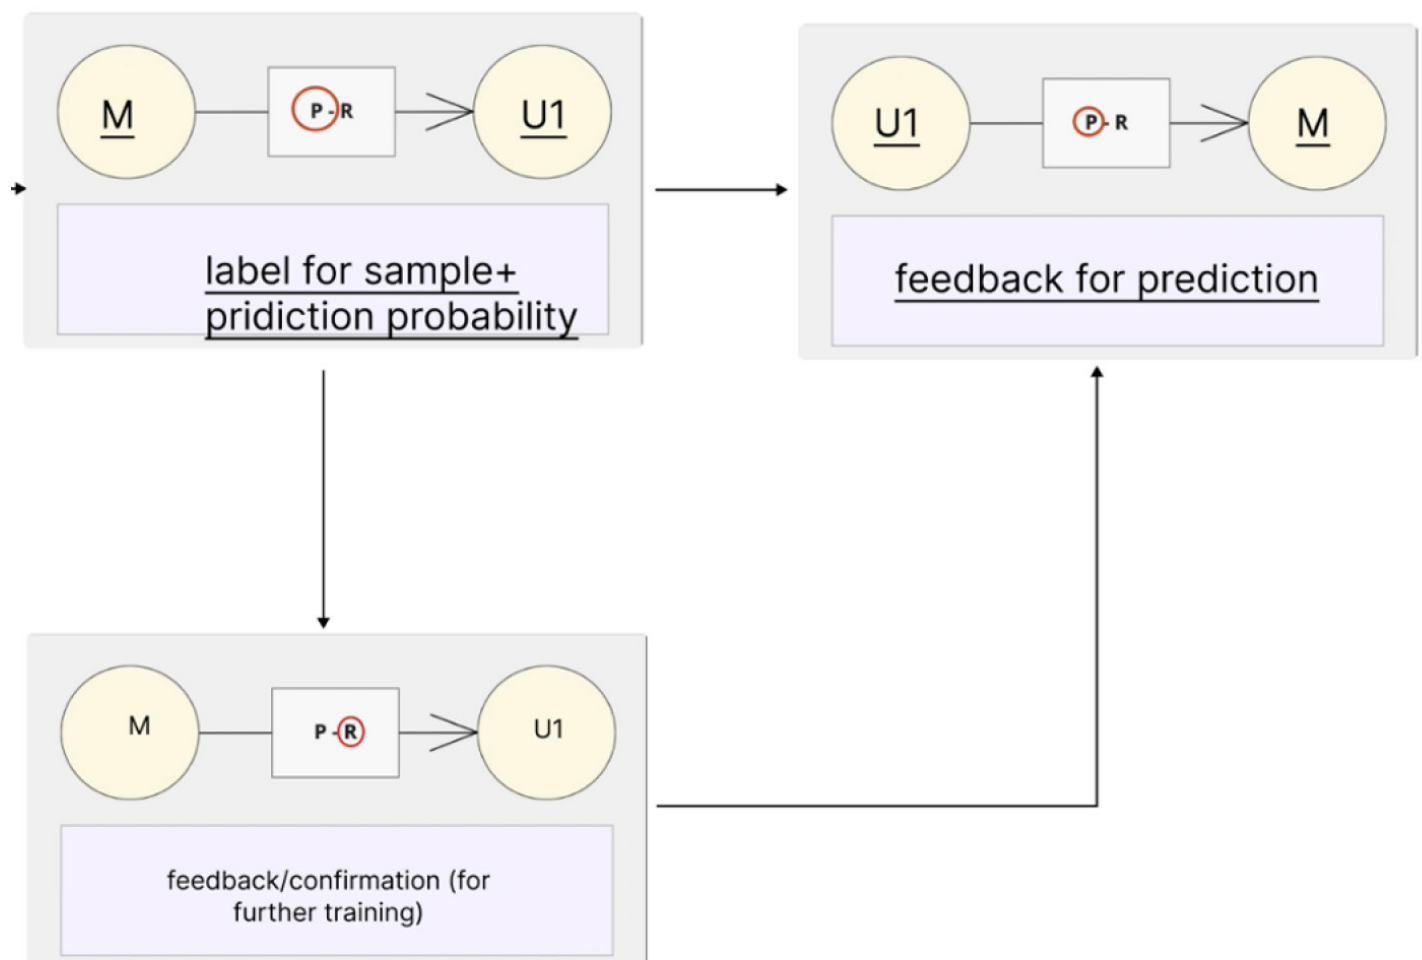 M
P - R
U1
label for sample+
pridiction probability
U1
P - R
M
feedback for prediction
M
P - R
U1
feedback/confirmation (for
further training)